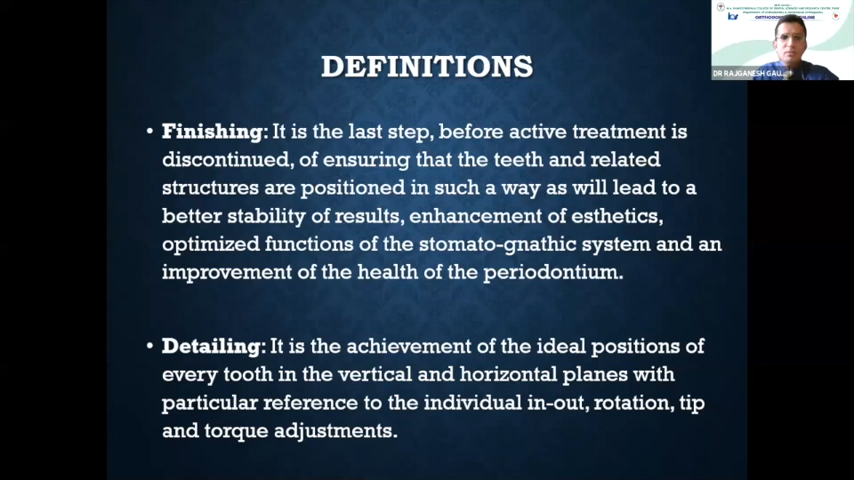 DEFINITIONS
• Finishing: It is the last step, before active treatment is
discontinued, of ensuring that the teeth and related
structures are positioned in such a way as will lead to a
better stability of results, enhancement of esthetics,
optimized functions of the stomato-gnathic system and an
improvement of the health of the periodontium.
• Detailing: It is the achievement of the ideal positions of
every tooth in the vertical and horizontal planes with
particular reference to the individual in-out, rotation, tip
and torque adjustments.
DR RAJGANESH GAU...